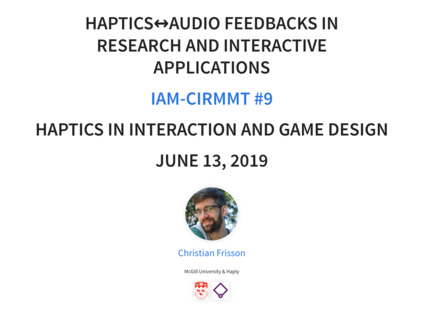 HAPTICS↔AUDIO FEEDBACKS IN
RESEARCH AND INTERACTIVE
APPLICATIONS
IAM-CIRMMT #9
HAPTICS IN INTERACTION AND GAME DESIGN
JUNE 13, 2019
Christian Frisson
McGill University & Haply